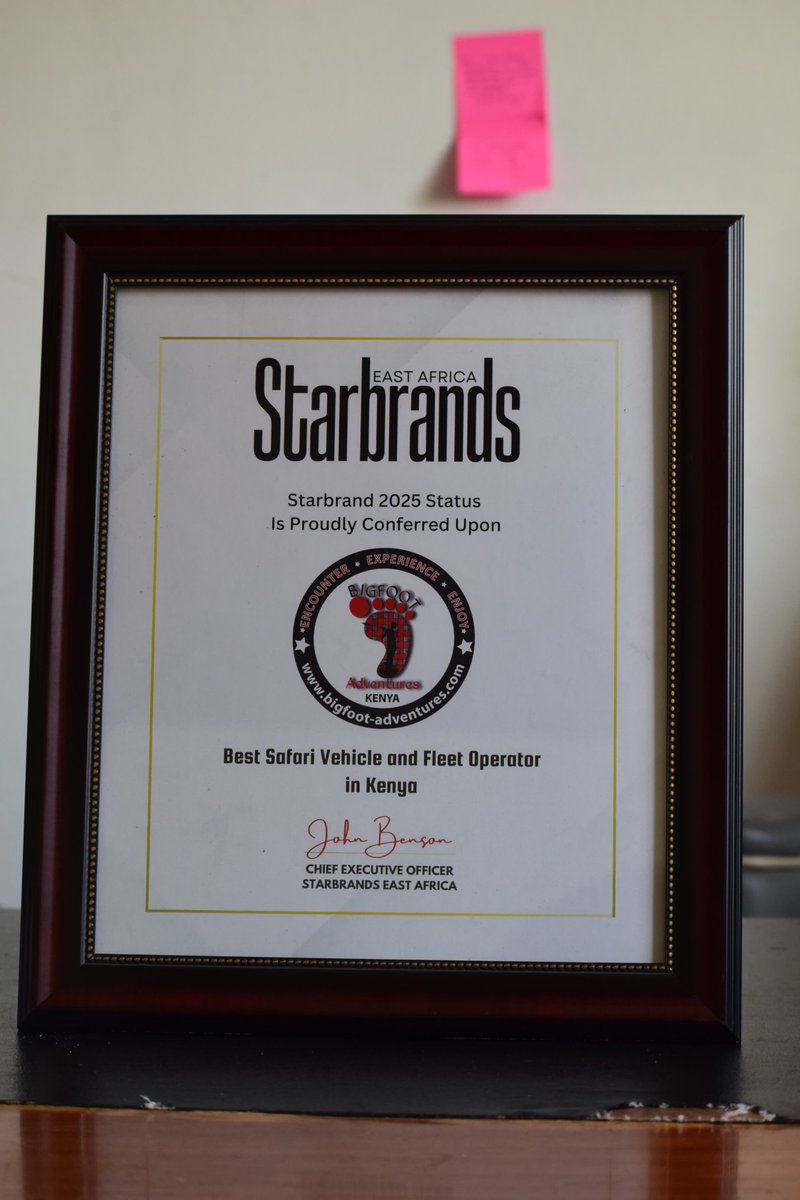 EAST AFRICA
Starbrands
Starbrand 2025 Status
Is Proudly Conferred Upon
ENCOUNTER • EXPERIENCE • ENJOY
BIGFOOT
Adventures
KENYA
www.bigfoot-adventures.com
Best Safari Vehicle and Fleet Operator
in Kenya
John Benson
CHIEF EXECUTIVE OFFICER
STARBRANDS EAST AFRICA